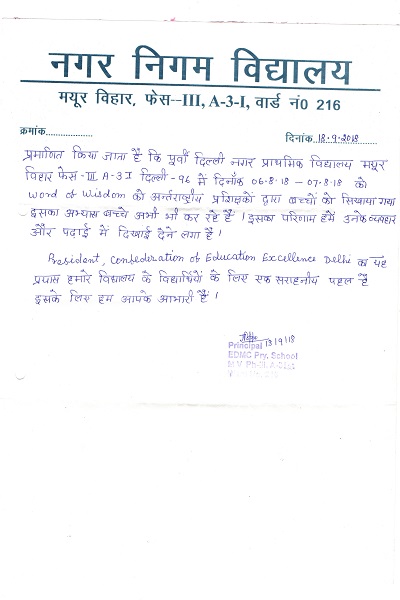 नगर निगम विद्यालय
मयूर विहार, फेस--III, A-3-I, वार्ड नं0 216
क्रमांक.................... दिनांक. 18.9.2018........
प्रमाणित किया जाता है कि पूर्वी दिल्ली नगर प्राथमिक विद्यालय मयूर
विहार फेस-III A-3 I दिल्ली-96 में दिनाँक 06-8-18 -07-8-18 को
Word of Wisdom को अर्न्तराष्ट्रीय प्रशिक्षकों द्वारा बच्चों को सिखाया गया
इसका अभ्यास बच्चे अभी भी कर रहे हैं। इसका परिणाम हमें उनके व्यवहार
और पढ़ाई में दिखाई देने लगा है।
President, Confederation of Education Excellence Delhi का यह
प्रयास हमारे विद्यालय के विद्यार्थियों के लिए एक सराहनीय पहल है
इसके लिए हम आपके आभारी हैं।
13/9/18
Principal
EDMC Pry. School
M.V. Ph-III, A-3